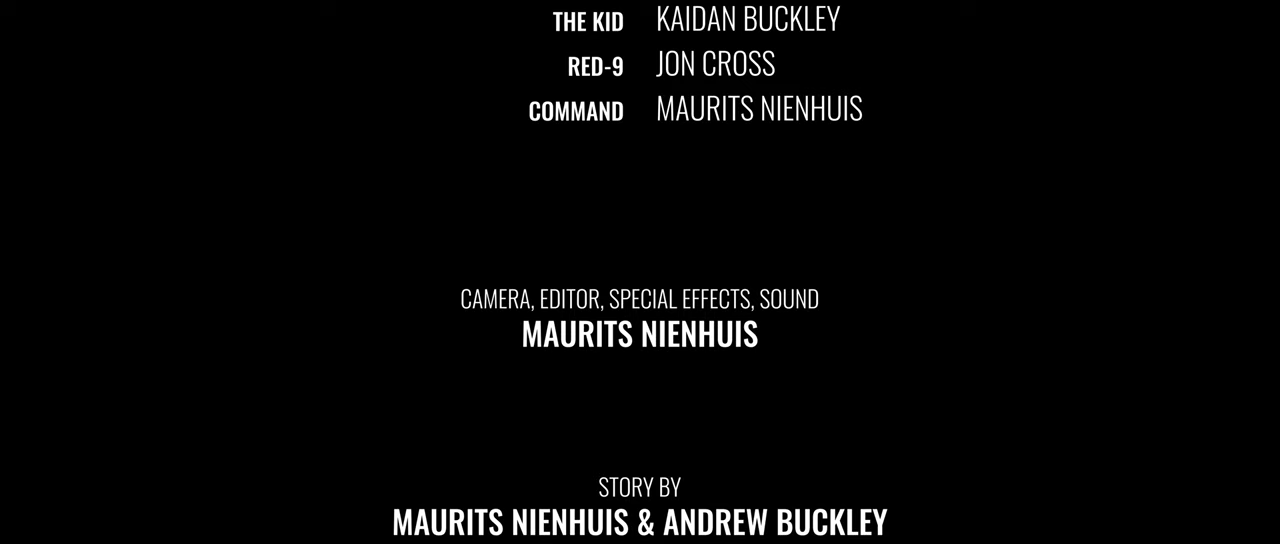 THE KID KAIDAN BUCKLEY
RED-9 JON CROSS
COMMAND MAURITS NIENHUIS
CAMERA, EDITOR, SPECIAL EFFECTS, SOUND
MAURITS NIENHUIS
STORY BY
MAURITS NIENHUIS & ANDREW BUCKLEY